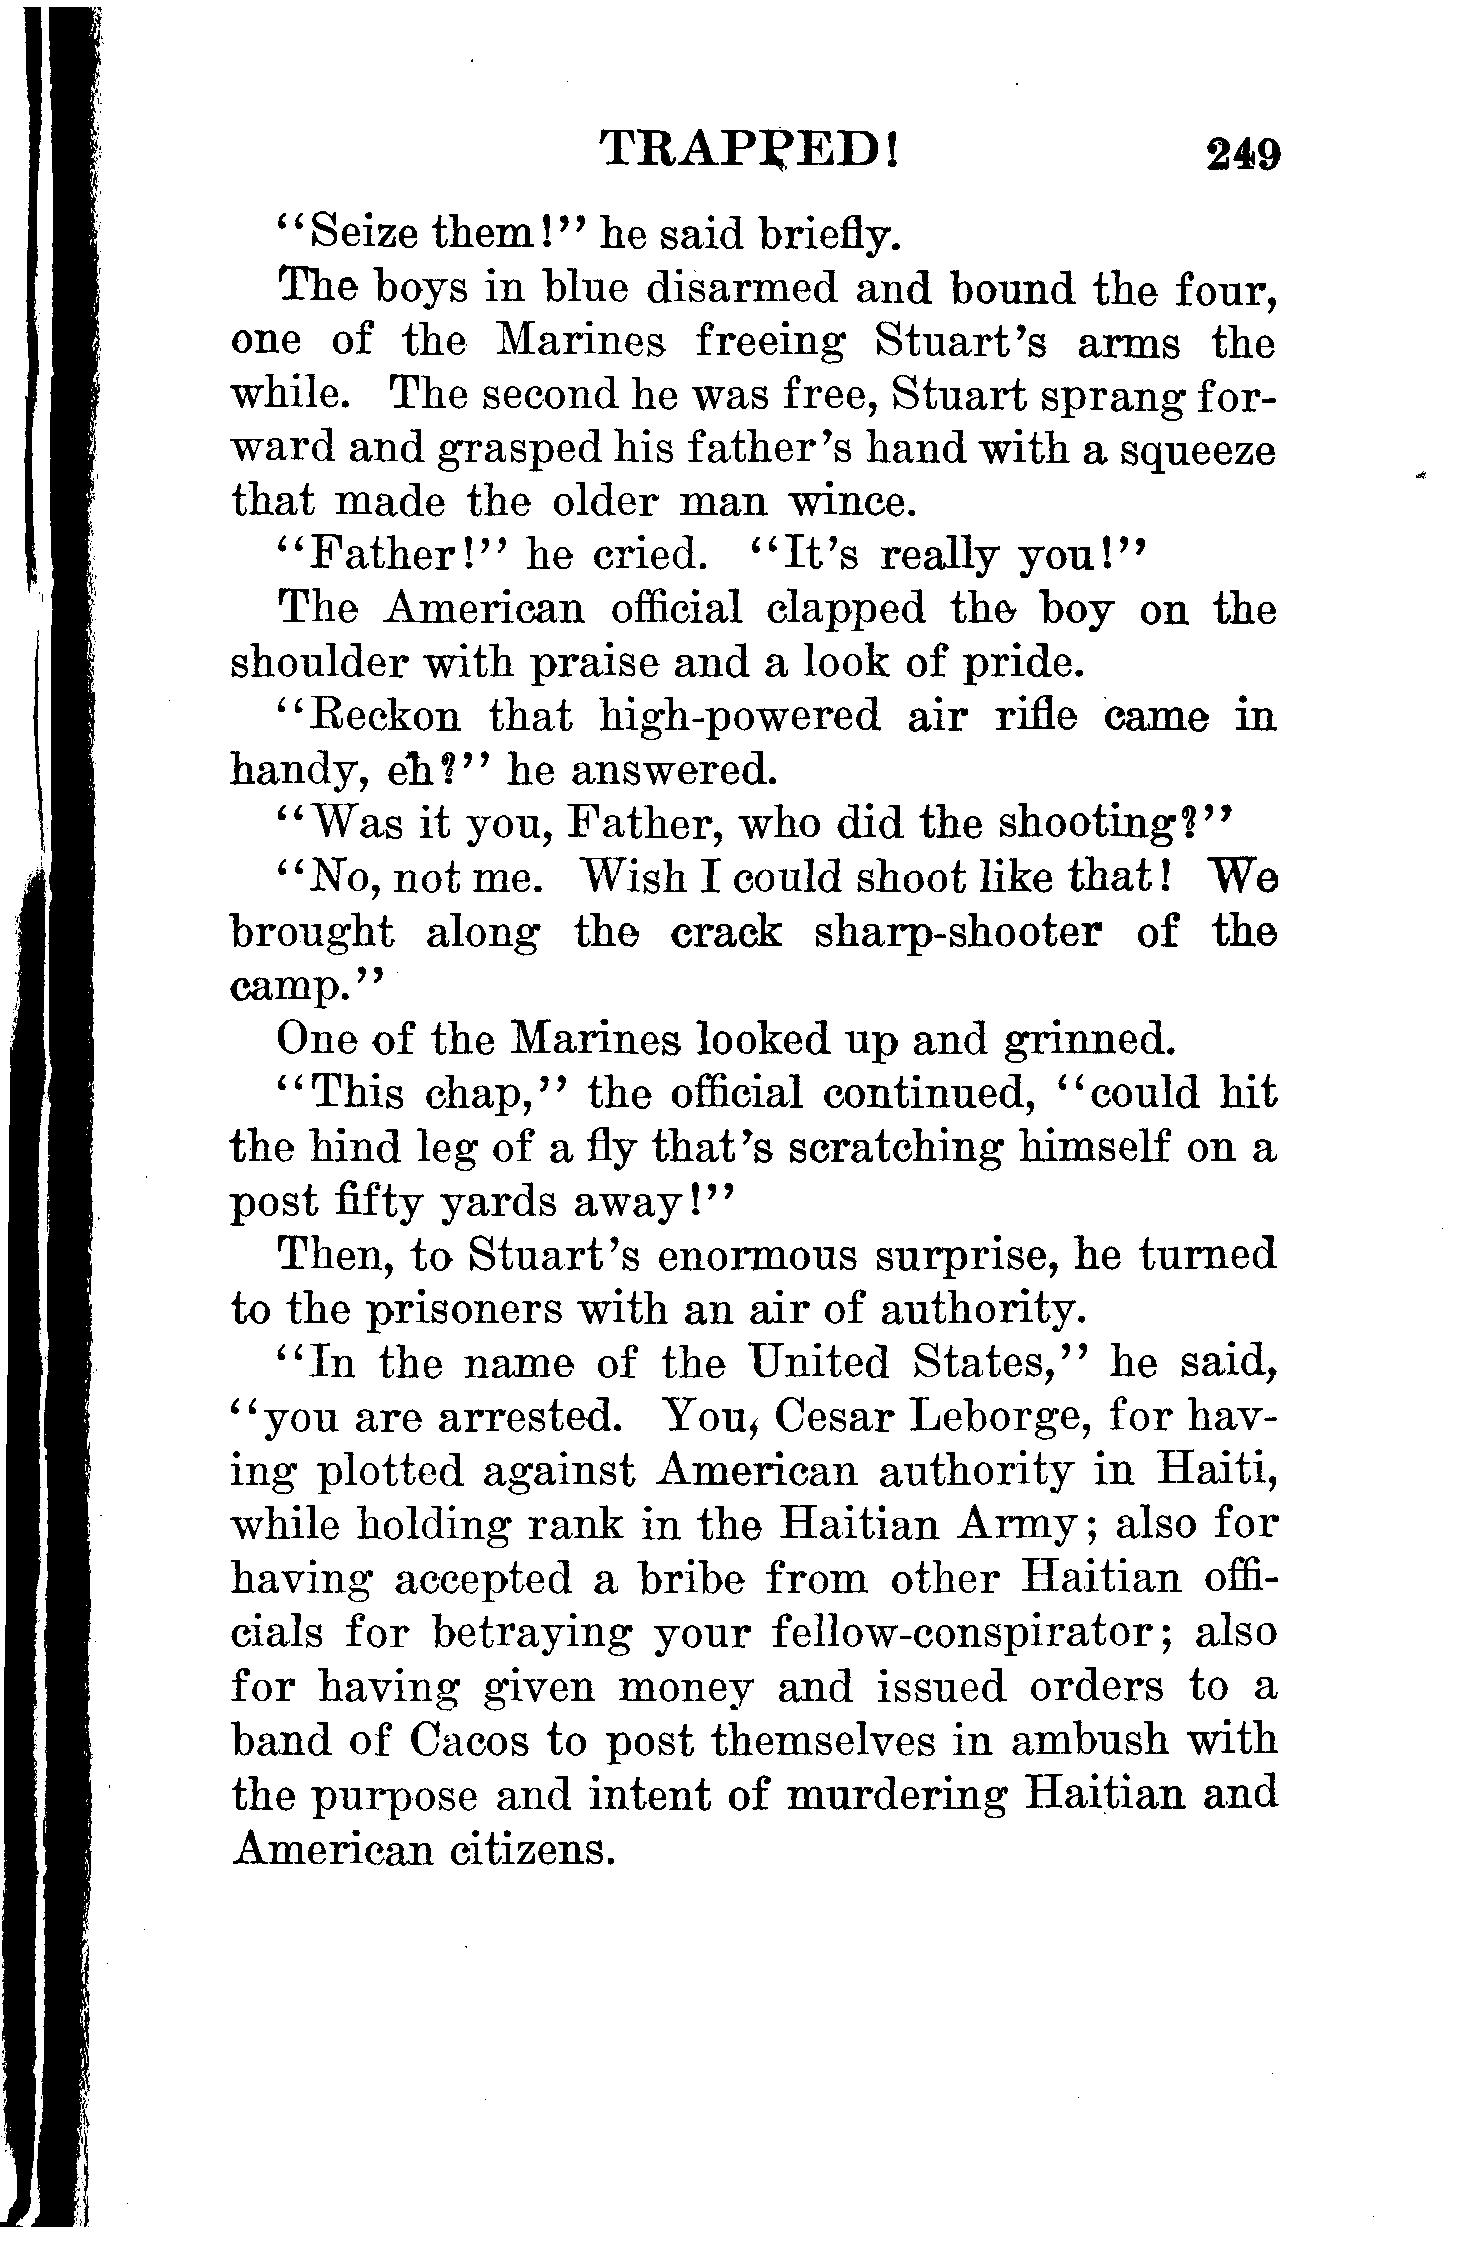 TRAPPED! 249
"Seize them!" he said briefly.
The boys in blue disarmed and bound the four,
one of the Marines freeing Stuart's arms the
while. The second he was free, Stuart sprang for-
ward and grasped his father's hand with a squeeze
that made the older man wince.
"Father!" he cried. "It's really you!"
The American official clapped the boy on the
shoulder with praise and a look of pride.
"Reckon that high-powered air rifle came in
handy, eh?" he answered.
"Was it you, Father, who did the shooting?"
"No, not me. Wish I could shoot like that! We
brought along the crack sharp-shooter of the
camp."
One of the Marines looked up and grinned.
"This chap," the official continued, "could hit
the hind leg of a fly that's scratching himself on a
post fifty yards away!"
Then, to Stuart's enormous surprise, he turned
to the prisoners with an air of authority.
"In the name of the United States," he said,
"you are arrested. You, Cesar Leborge, for hav-
ing plotted against American authority in Haiti,
while holding rank in the Haitian Army; also for
having accepted a bribe from other Haitian offi-
cials for betraying your fellow-conspirator; also
for having given money and issued orders to a
band of Cacos to post themselves in ambush with
the purpose and intent of murdering Haitian and
American citizens.